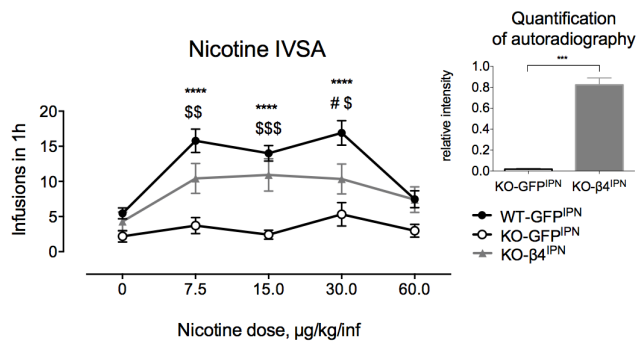 Quantification
of autoradiography
Nicotine IVSA
****
$$
****
$$$
****
# $
Infusions in 1h
20
15
10
5
0
0
7.5
15.0
30.0
60.0
Nicotine dose, µg/kg/inf
***
relative intensity
1.0
0.8
0.6
0.4
0.2
0.0
KO-GFPIPN
KO-β4IPN
WT-GFPIPN
KO-GFPIPN
KO-β4IPN